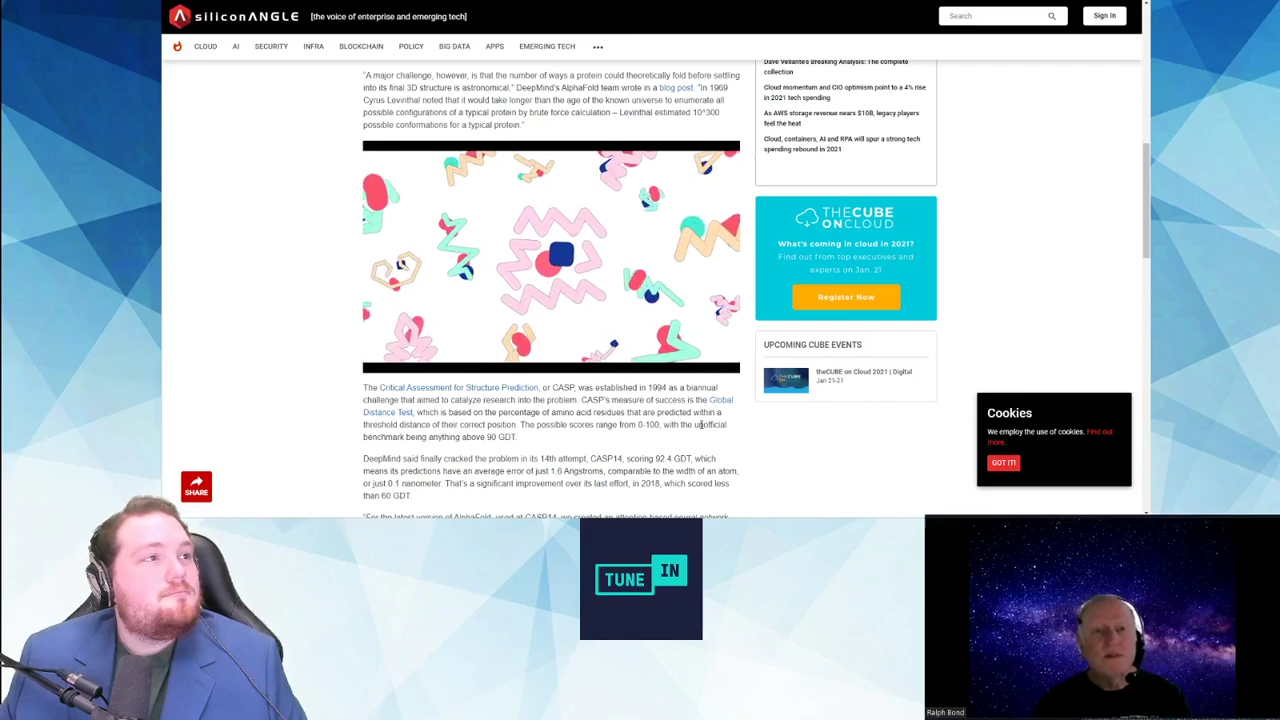 siliconANGLE
[the voice of enterprise and emerging tech]
Search
Sign In
CLOUD AI SECURITY INFRA BLOCKCHAIN POLICY BIG DATA APPS EMERGING TECH •••
"A major challenge, however, is that the number of ways a protein could theoretically fold before settling
into its final 3D structure is astronomical," DeepMind's AlphaFold team wrote in a blog post. "In 1969
Cyrus Levinthal noted that it would take longer than the age of the known universe to enumerate all
possible configurations of a typical protein by brute force calculation – Levinthal estimated 10^300
possible conformations for a typical protein."
The Critical Assessment for Structure Prediction, or CASP, was established in 1994 as a biannual
challenge that aimed to catalyze research into the problem. CASP's measure of success is the Global
Distance Test, which is based on the percentage of amino acid residues that are predicted within a
threshold distance of their correct position. The possible scores range from 0-100, with the unofficial
benchmark being anything above 90 GDT.
DeepMind said finally cracked the problem in its 14th attempt, CASP14, scoring 92.4 GDT, which
means its predictions have an average error of just 1.6 Angstroms, comparable to the width of an atom,
or just 0.1 nanometer. That's a significant improvement over its last effort, in 2018, which scored less
than 60 GDT.
"For the latest version of AlphaFold, used at CASP14, we created an attention-based neural network
Dave Vellante's Breaking Analysis: The complete
collection
Cloud momentum and CIO optimism point to a 4% rise
in 2021 tech spending
As AWS storage revenue nears $10B, legacy players
feel the heat
Cloud, containers, AI and RPA will spur a strong tech
spending rebound in 2021
THECUBE
ON CLOUD
What's coming in cloud in 2021?
Find out from top executives and
experts on Jan. 21
Register Now
UPCOMING CUBE EVENTS
theCUBE on Cloud 2021 | Digital
Jan 21-21
Cookies
We employ the use of cookies. Find out
more.
GOT IT!
SHARE
TUNE IN
Ralph Bond